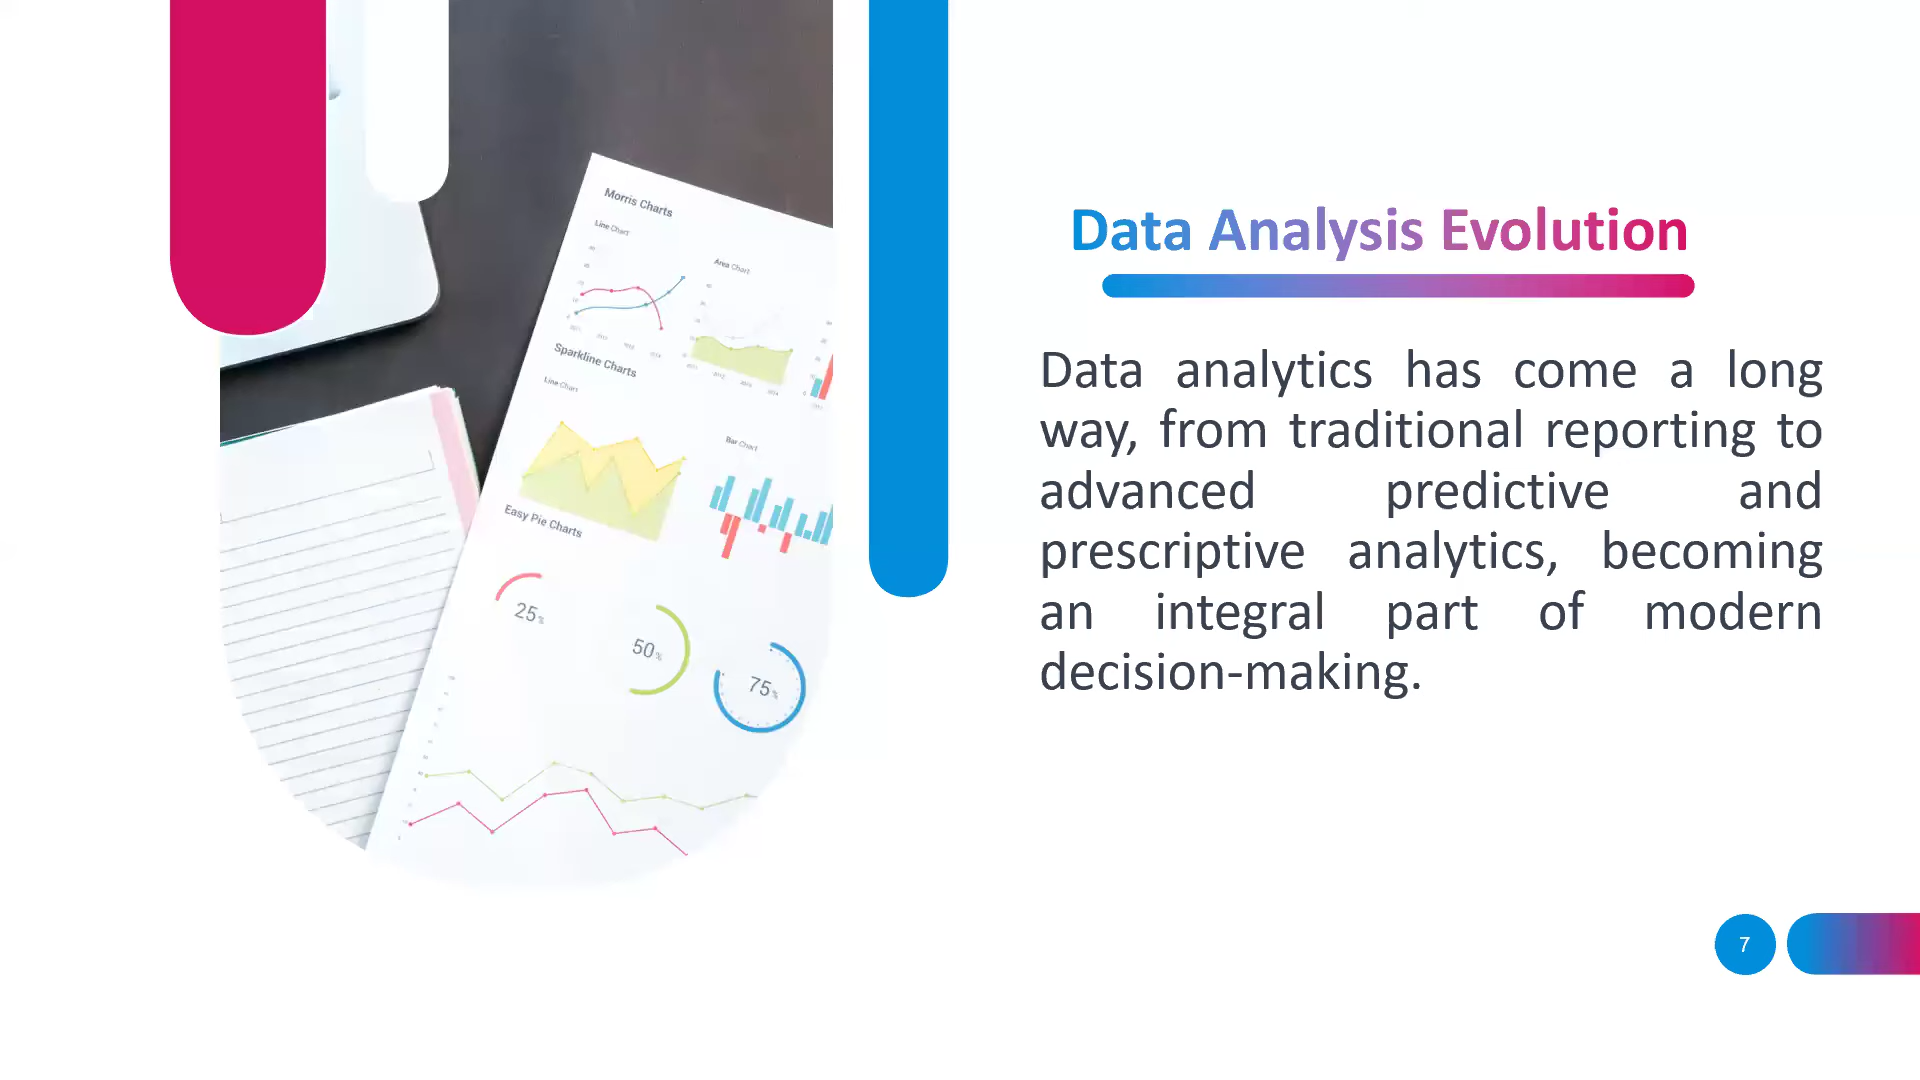 Data Analysis Evolution
Data analytics has come a long
way, from traditional reporting to
advanced predictive and
prescriptive analytics, becoming
an integral part of modern
decision-making.
Morris Charts
Line Chart
Area Chart
Sparkline Charts
Line Chart
Bar Chart
Easy Pie Charts
25%
50%
75%
7